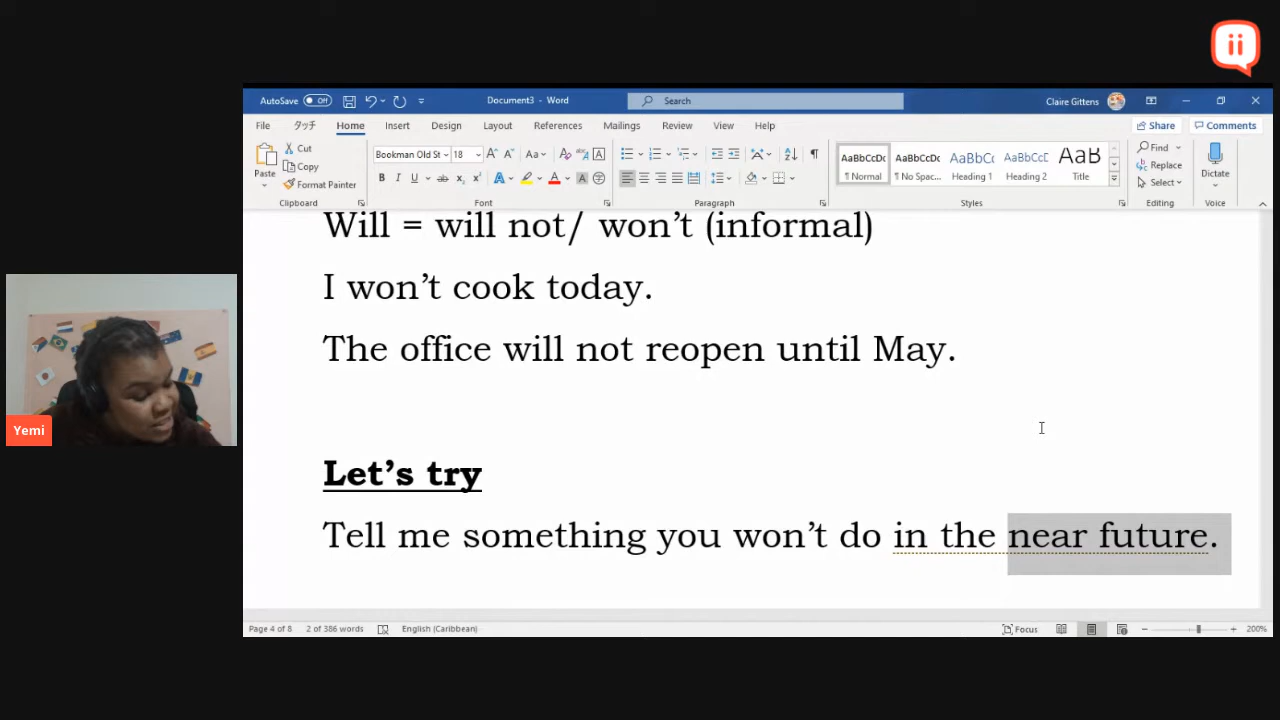 AutoSave Off Document3 - Word Search Claire Gittens
File タッチ Home Insert Design Layout References Mailings Review View Help Share Comments
Paste Cut Copy Format Painter
Clipboard
Bookman Old St 18
Font
Paragraph
AaBbCcDc ¶ Normal
AaBbCcDc ¶ No Spac...
AaBbCc Heading 1
AaBbCcD Heading 2
AaB Title
Styles
Find Replace Select
Editing
Dictate
Voice
Will = will not/ won't (informal)
I won't cook today.
The office will not reopen until May.
Let's try
Tell me something you won't do in the near future.
Yemi
Page 4 of 8 2 of 386 words English (Caribbean) Focus 200%